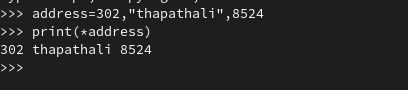 >>> address=302,"thapathali",8524
>>> print(*address)
302 thapathali 8524
>>>